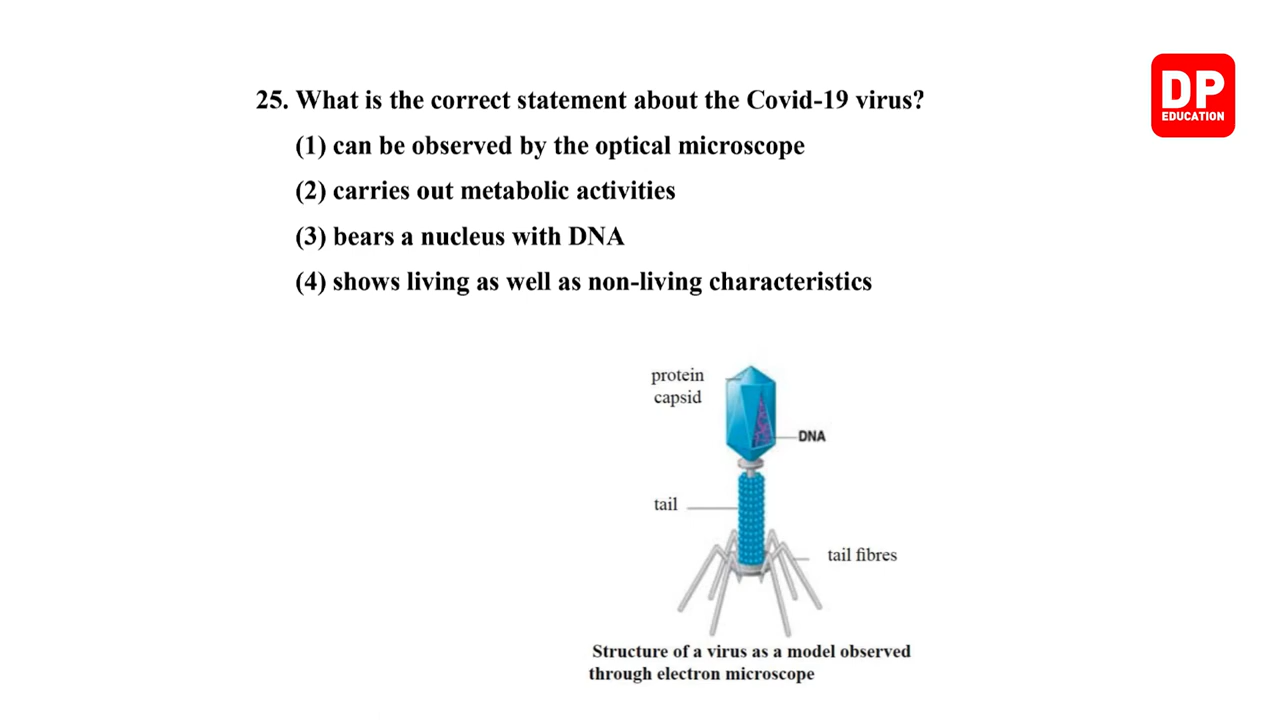 DP
EDUCATION
25. What is the correct statement about the Covid-19 virus?
(1) can be observed by the optical microscope
(2) carries out metabolic activities
(3) bears a nucleus with DNA
(4) shows living as well as non-living characteristics
protein
capsid
DNA
tail
tail fibres
Structure of a virus as a model observed
through electron microscope